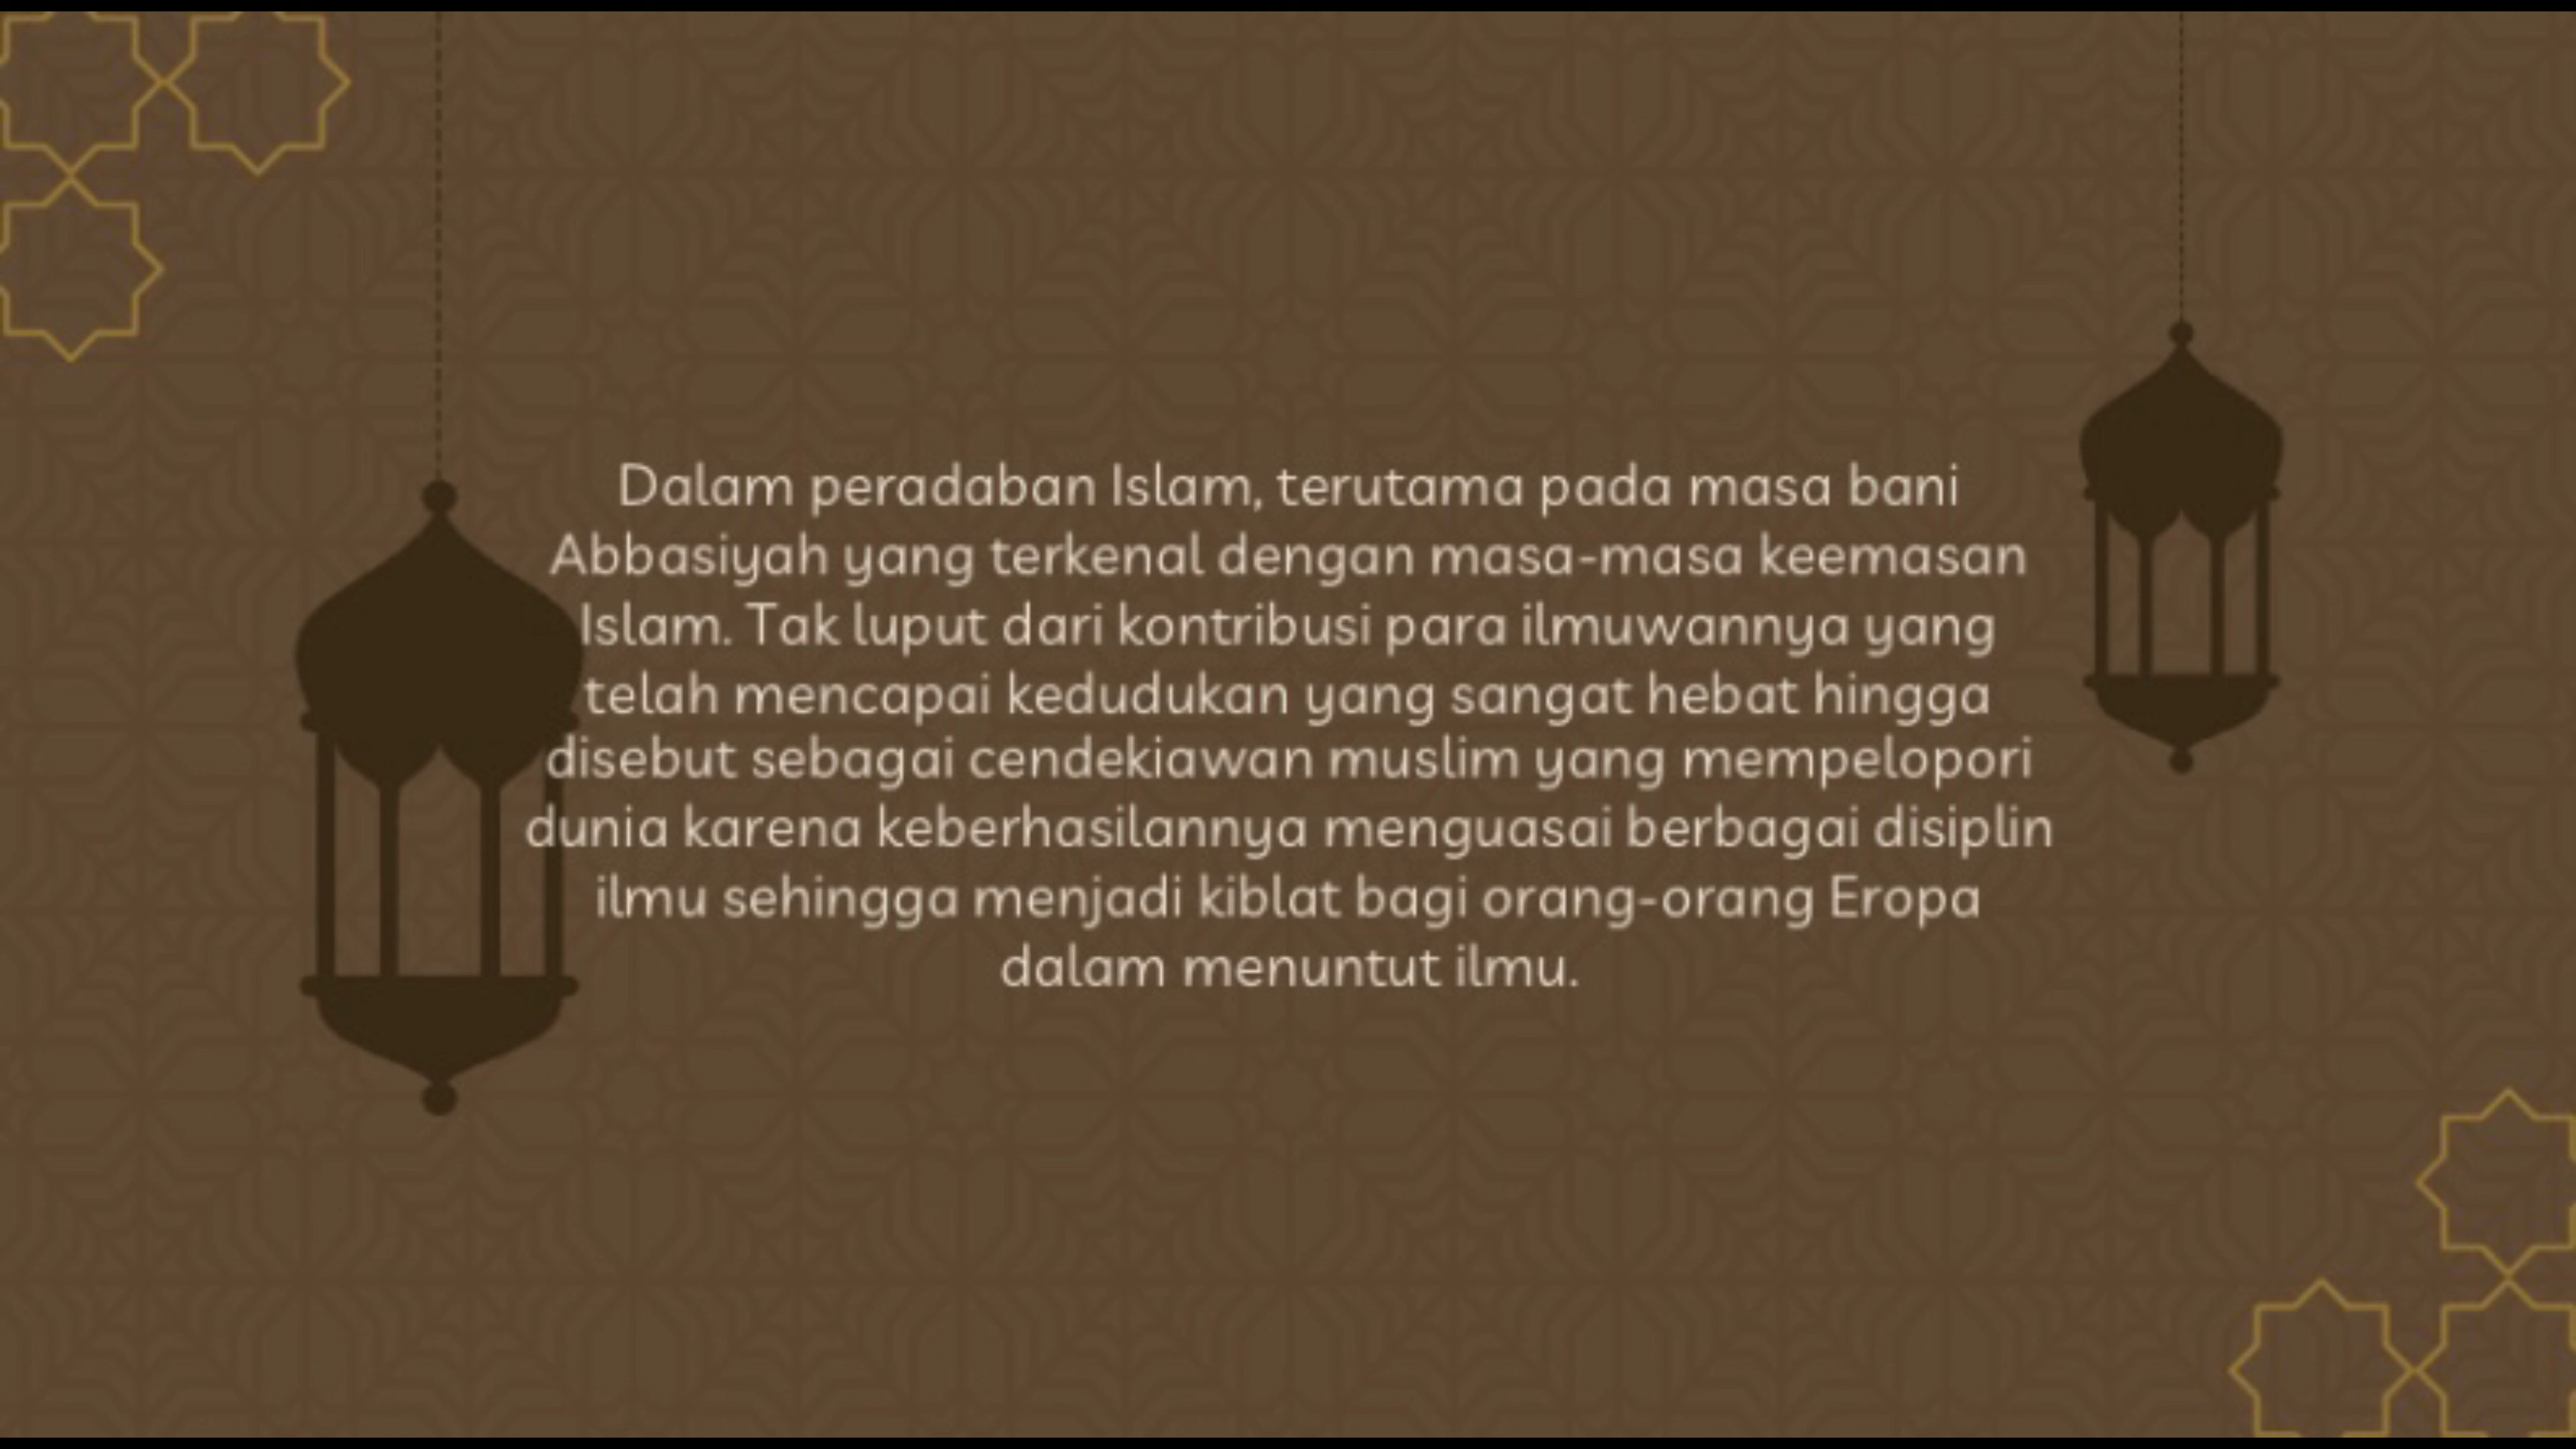 Dalam peradaban Islam, terutama pada masa bani
Abbasiyah yang terkenal dengan masa-masa keemasan
Islam. Tak luput dari kontribusi para ilmuwannya yang
telah mencapai kedudukan yang sangat hebat hingga
disebut sebagai cendekiawan muslim yang mempelopori
dunia karena keberhasilannya menguasai berbagai disiplin
ilmu sehingga menjadi kiblat bagi orang-orang Eropa
dalam menuntut ilmu.